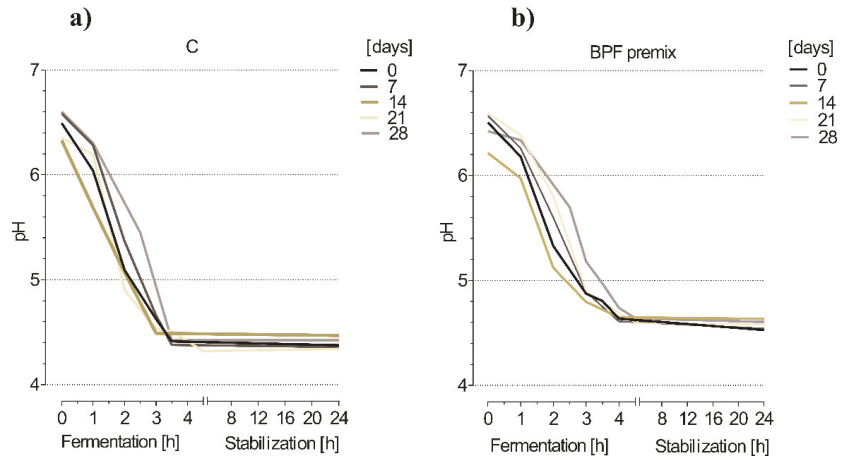 a)
C
[days]
0
7
14
21
28
7
6
5
4
pH
0 1 2 3 4 8 12 16 20 24
Fermentation [h] Stabilization [h]
b)
BPF premix
[days]
0
7
14
21
28
7
6
5
4
pH
0 1 2 3 4 8 12 16 20 24
Fermentation [h] Stabilization [h]